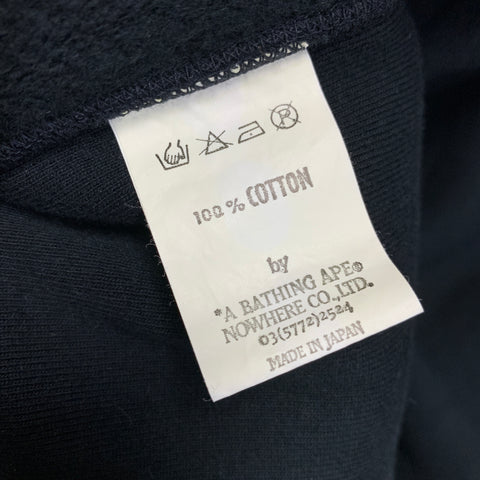 100% COTTON
by
*A BATHING APE®
NOWHERE CO.,LTD.
03(5772)2524
MADE IN JAPAN